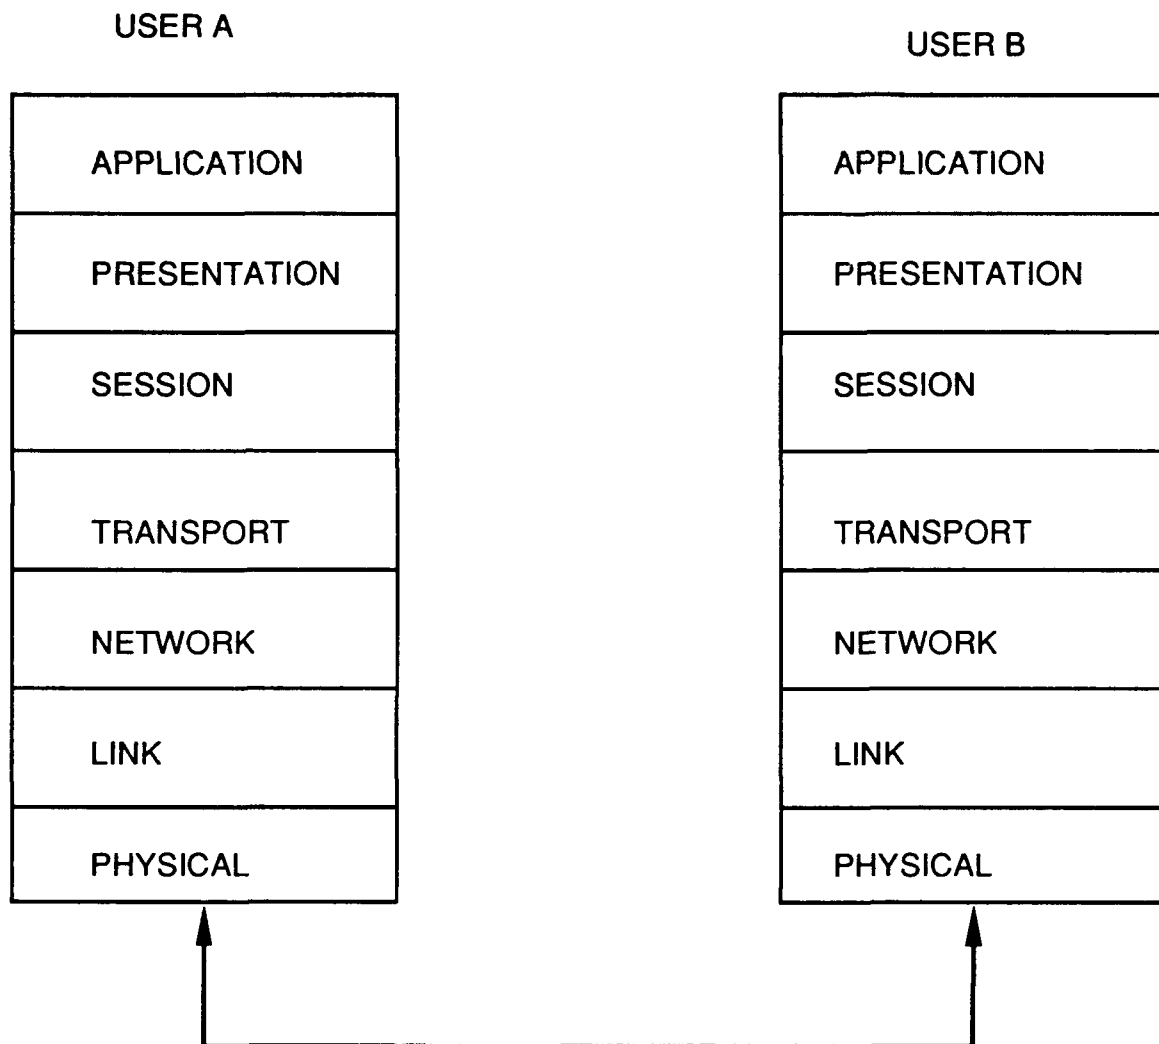 USER A
APPLICATION
PRESENTATION
SESSION
TRANSPORT
NETWORK
LINK
PHYSICAL
USER B
APPLICATION
PRESENTATION
SESSION
TRANSPORT
NETWORK
LINK
PHYSICAL